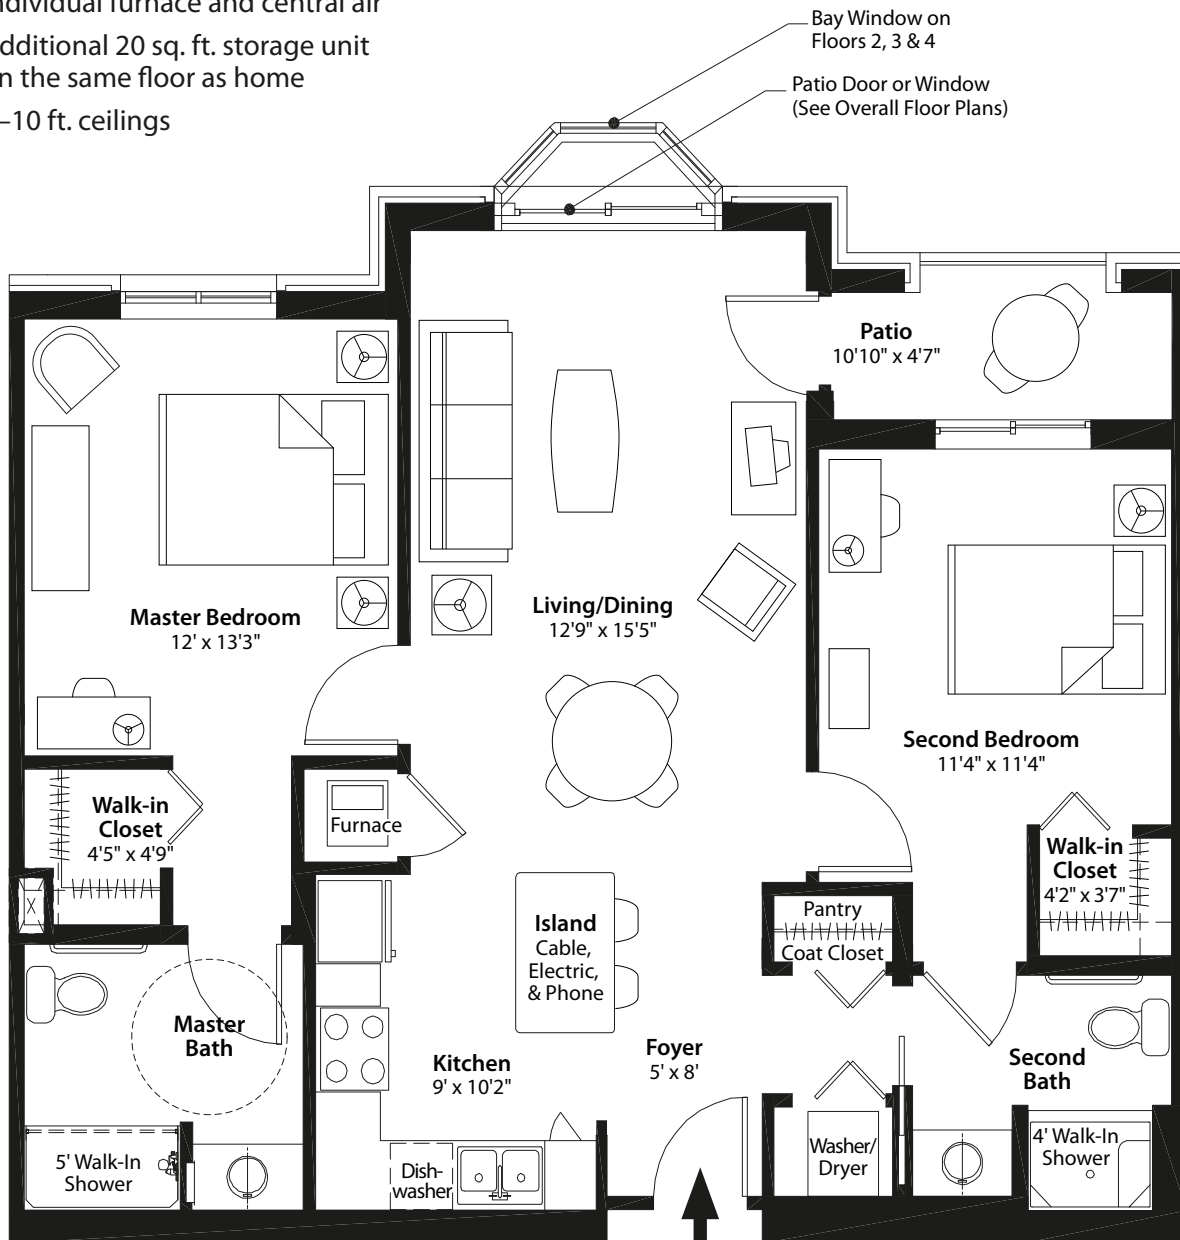 ndividual furnace and central air
dditional 20 sq. ft. storage unit
n the same floor as home
–10 ft. ceilings
Bay Window on
Floors 2, 3 & 4
Patio Door or Window
(See Overall Floor Plans)
Patio
10'10" x 4'7"
Master Bedroom
12' x 13'3"
Living/Dining
12'9" x 15'5"
Second Bedroom
11'4" x 11'4"
Walk-in
Closet
4'5" x 4'9"
Furnace
Walk-in
Closet
4'2" x 3'7"
Island
Cable,
Electric,
& Phone
Pantry
Coat Closet
Master
Bath
Kitchen
9' x 10'2"
Foyer
5' x 8'
Second
Bath
5' Walk-In
Shower
Dish-
washer
Washer/
Dryer
4' Walk-In
Shower